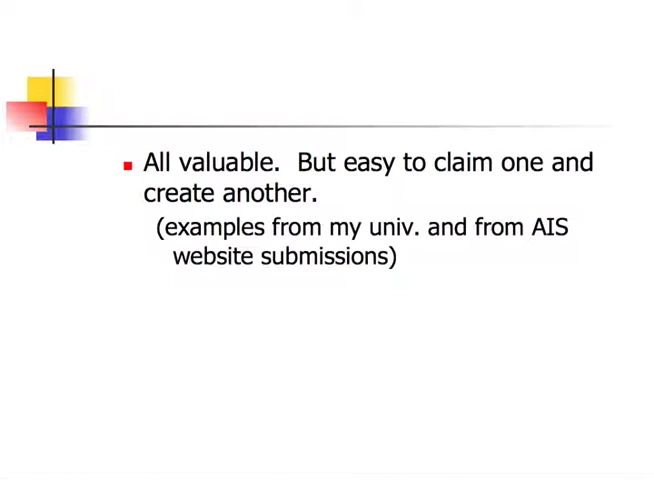 All valuable.  But easy to claim one and
create another.
(examples from my univ. and from AIS
website submissions)